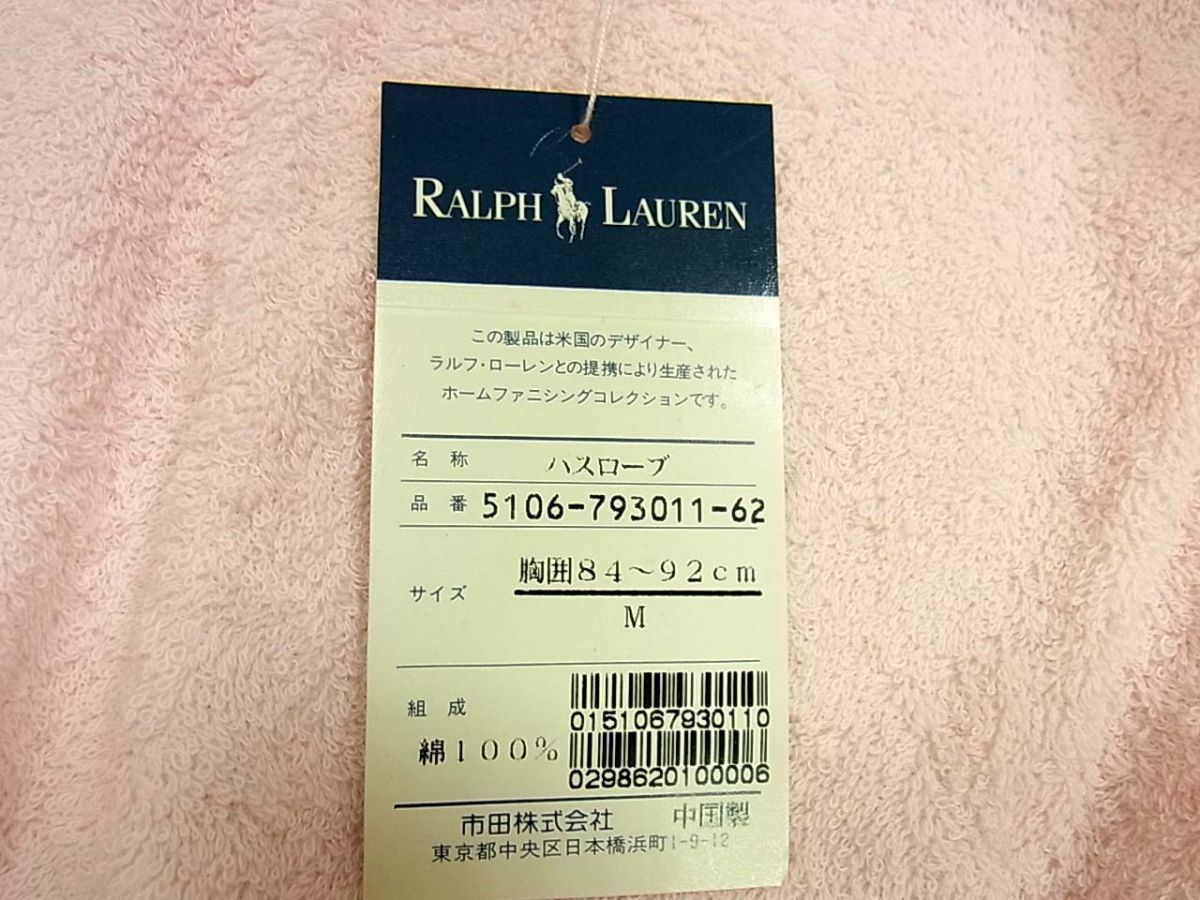 RALPH LAUREN
この製品は米国のデザイナー、
ラルフ・ローレンとの提携により生産された
ホームファニシングコレクションです。
名 称 ハスローブ
品 番 5106-793011-62
サイズ 胸囲84~92cm
M
組 成
0151067930110
綿100%
0298620100006
市田株式会社 中国製
東京都中央区日本橋浜町1-9-12